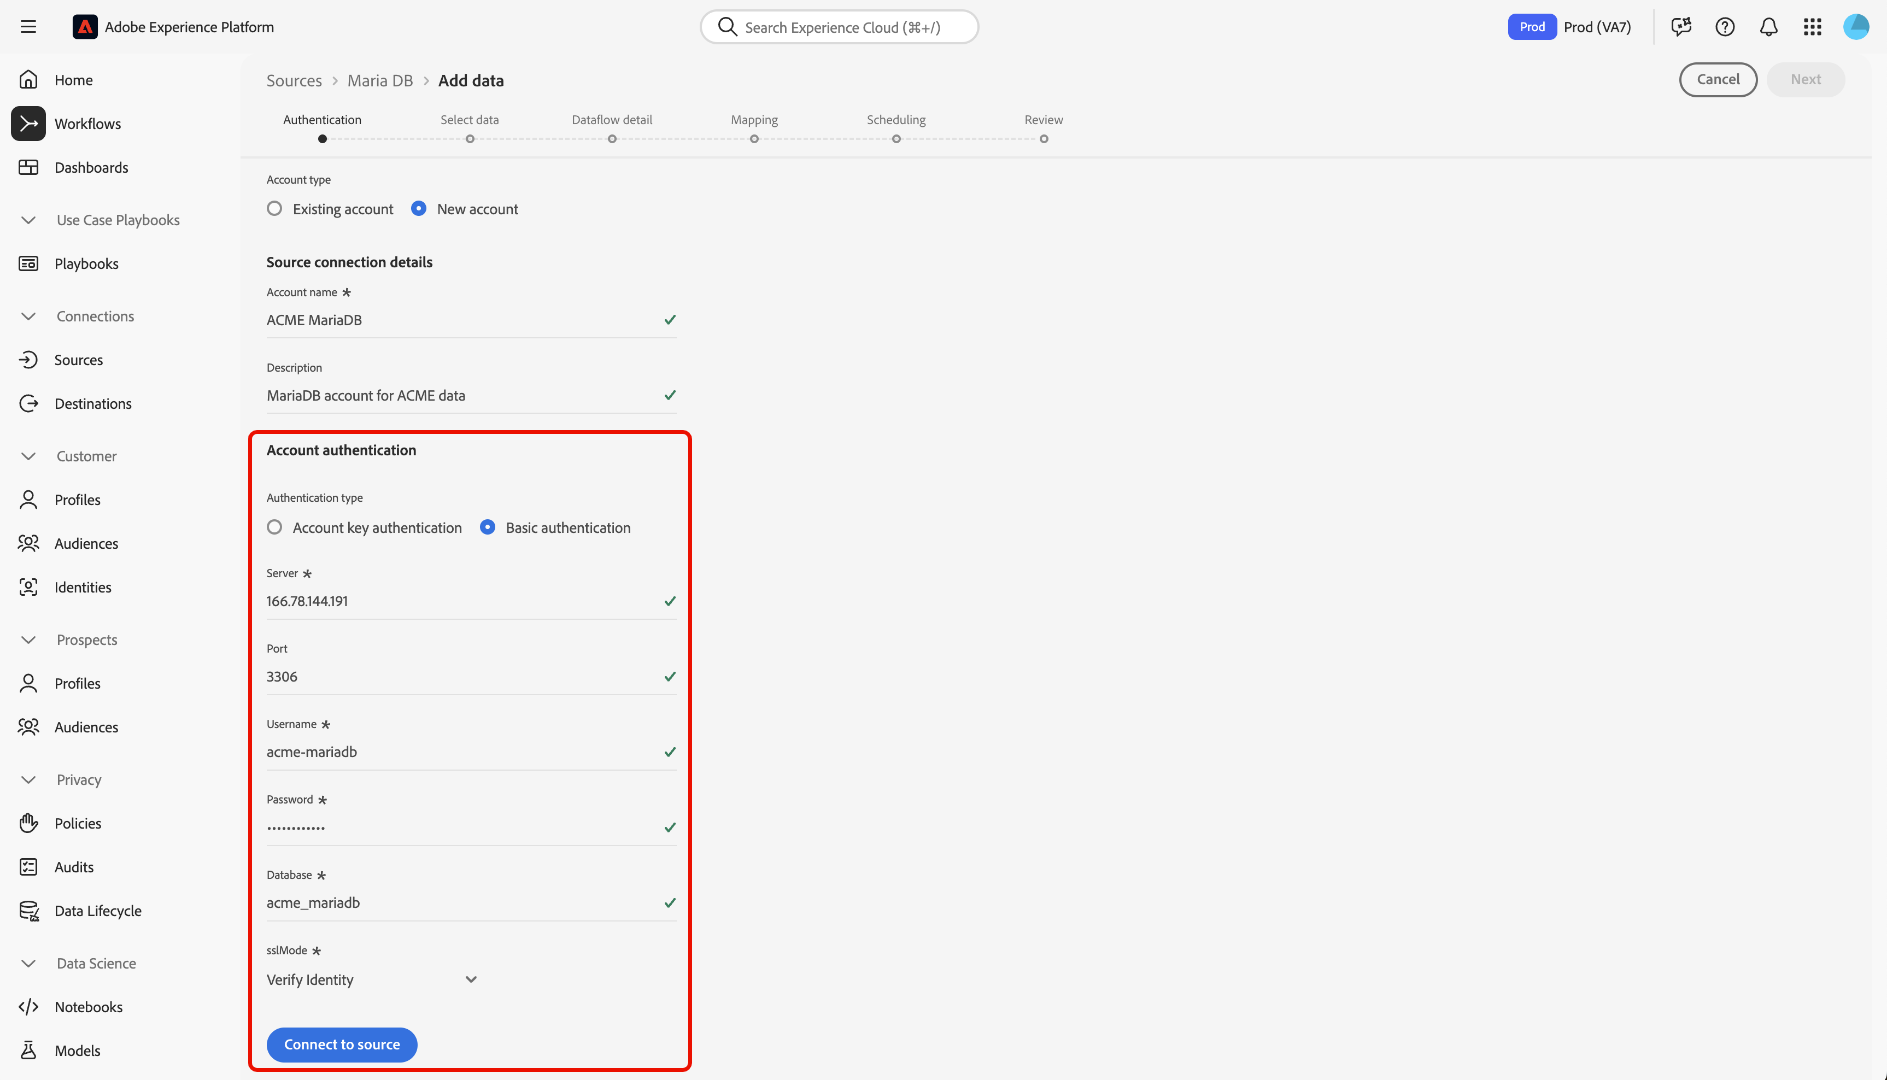 Adobe Experience Platform
Search Experience Cloud (⌘+/)
Prod Prod (VA7)
Home
Workflows
Dashboards
Use Case Playbooks
Playbooks
Connections
Sources
Destinations
Customer
Profiles
Audiences
Identities
Prospects
Profiles
Audiences
Privacy
Policies
Audits
Data Lifecycle
Data Science
Notebooks
Models
Sources > Maria DB > Add data
Cancel Next
Authentication Select data Dataflow detail Mapping Scheduling Review
Account type
Existing account New account
Source connection details
Account name *
ACME MariaDB
Description
MariaDB account for ACME data
Account authentication
Authentication type
Account key authentication Basic authentication
Server *
166.78.144.191
Port
3306
Username *
acme-mariadb
Password *
••••••••••••
Database *
acme_mariadb
sslMode *
Verify Identity
Connect to source